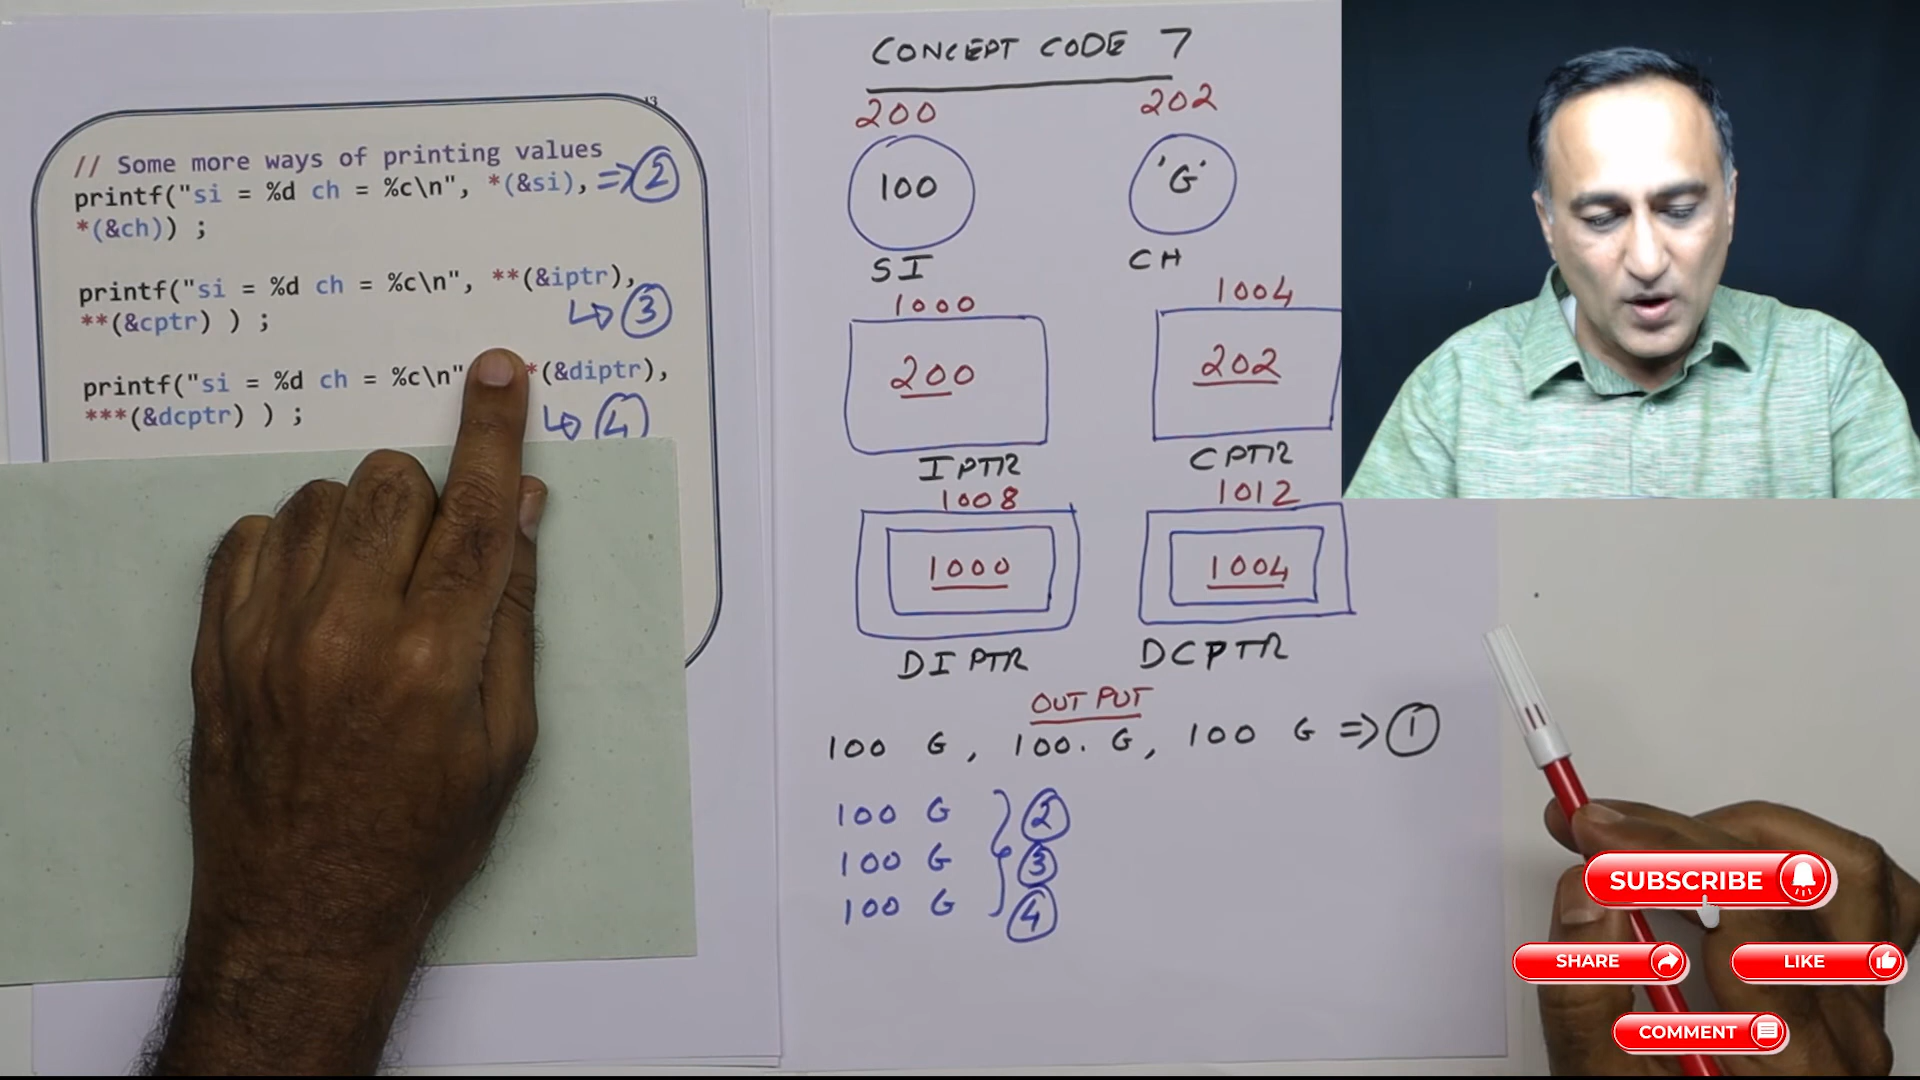 13
// Some more ways of printing values
printf("si = %d ch = %c\n", *(&si), => 2
*(&ch)) ;
printf("si = %d ch = %c\n", **(&iptr),
↳ 3
**(&cptr) ) ;
printf("si = %d ch = %c\n" *(&diptr),
***(&dcptr) ) ; ↳ 4
CONCEPT CODE 7
200 202
100 'G'
SI CH
1000 1004
200 202
IPTR CPTR
1008 1012
1000 1004
DIPTR DCPTR
OUTPUT
100 G , 100. G , 100 G => 1
100 G } 2
100 G 3
100 G 4
SUBSCRIBE
SHARE LIKE
COMMENT